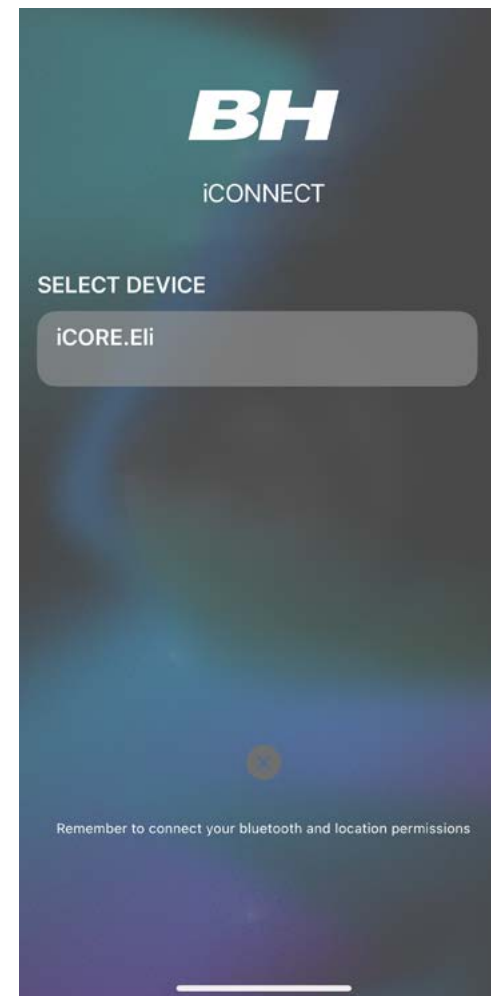 BH
iCONNECT
SELECT DEVICE
iCORE.Eli
Remember to connect your bluetooth and location permissions